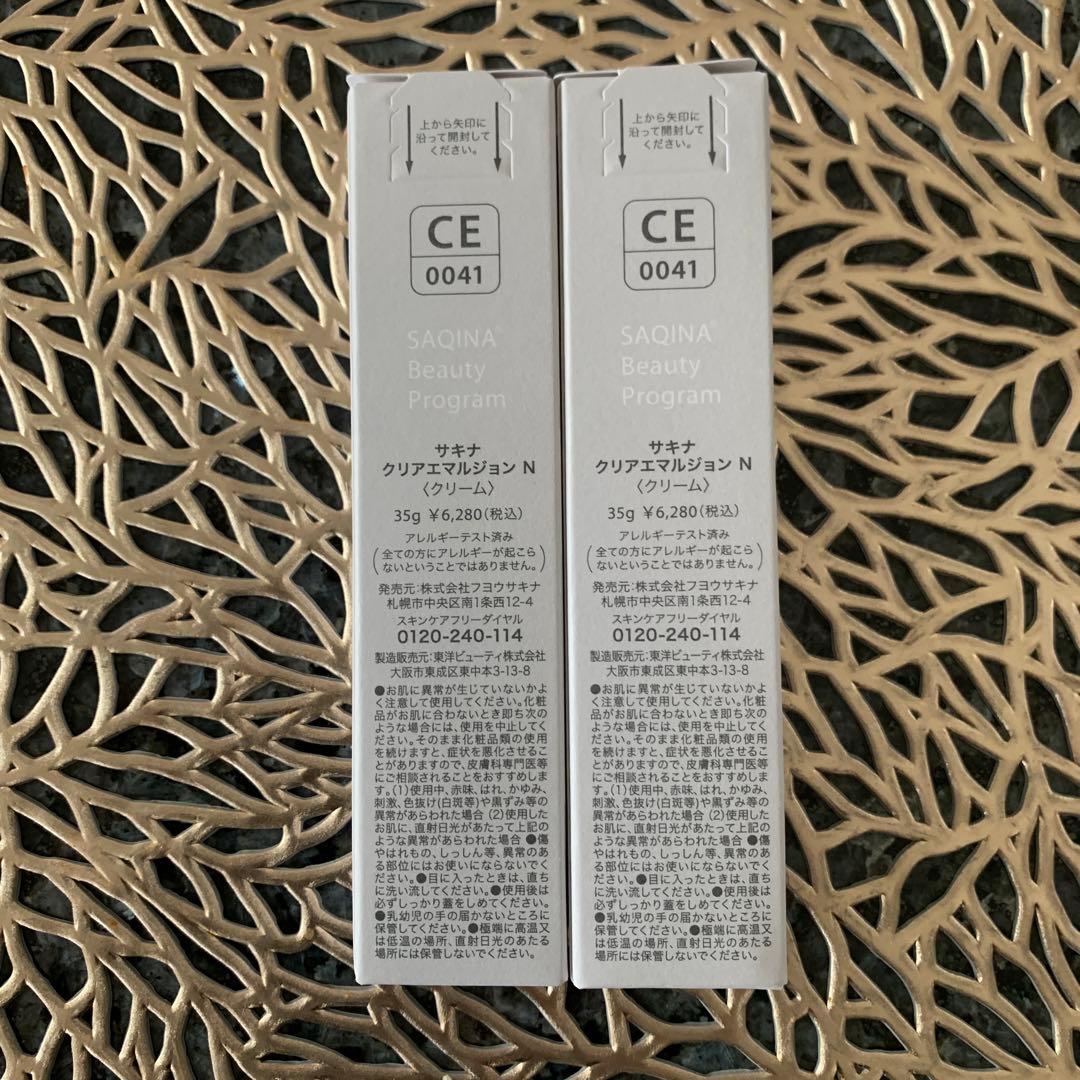 上から矢印に
沿って開封して
ください。
CE
0041
SAQINA®
Beauty
Program
サキナ
クリアエマルジョン N
〈クリーム〉
35g ¥6,280(税込)
アレルギーテスト済み
(全ての方にアレルギーが起こら
ないということではありません。)
発売元:株式会社フヨウサキナ
札幌市中央区南1条西12-4
スキンケアフリーダイヤル
0120-240-114
製造販売元:東洋ビューティ株式会社
大阪市東成区東中本3-13-8
●お肌に異常が生じていないかよ
く注意して使用してください。化粧
品がお肌に合わないとき即ち次の
ような場合には、使用を中止してく
ださい。そのまま化粧品類の使用
を続けますと、症状を悪化させるこ
とがありますので、皮膚科専門医等
にご相談されることをおすすめしま
す。(1)使用中、赤味、はれ、かゆみ、
刺激、色抜け(白斑等)や黒ずみ等の
異常があらわれた場合 (2)使用した
お肌に、直射日光があたって上記の
ような異常があらわれた場合 ●傷
やはれもの、しっしん等、異常のあ
る部位にはお使いにならないでく
ださい。●目に入ったときは、直ち
に洗い流してください。●使用後は
必ずしっかり蓋をしめてください。
●乳幼児の手の届かないところに
保管してください。●極端に高温又
は低温の場所、直射日光のあたる
場所には保管しないでください。
上から矢印に
沿って開封して
ください。
CE
0041
SAQINA®
Beauty
Program
サキナ
クリアエマルジョン N
〈クリーム〉
35g ¥6,280(税込)
アレルギーテスト済み
(全ての方にアレルギーが起こら
ないということではありません。)
発売元:株式会社フヨウサキナ
札幌市中央区南1条西12-4
スキンケアフリーダイヤル
0120-240-114
製造販売元:東洋ビューティ株式会社
大阪市東成区東中本3-13-8
●お肌に異常が生じていないかよ
く注意して使用してください。化粧
品がお肌に合わないとき即ち次の
ような場合には、使用を中止してく
ださい。そのまま化粧品類の使用
を続けますと、症状を悪化させるこ
とがありますので、皮膚科専門医等
にご相談されることをおすすめしま
す。(1)使用中、赤味、はれ、かゆみ、
刺激、色抜け(白斑等)や黒ずみ等の
異常があらわれた場合 (2)使用した
お肌に、直射日光があたって上記の
ような異常があらわれた場合 ●傷
やはれもの、しっしん等、異常のあ
る部位にはお使いにならないでく
ださい。●目に入ったときは、直ち
に洗い流してください。●使用後は
必ずしっかり蓋をしめてください。
●乳幼児の手の届かないところに
保管してください。●極端に高温又
は低温の場所、直射日光のあたる
場所には保管しないでください。